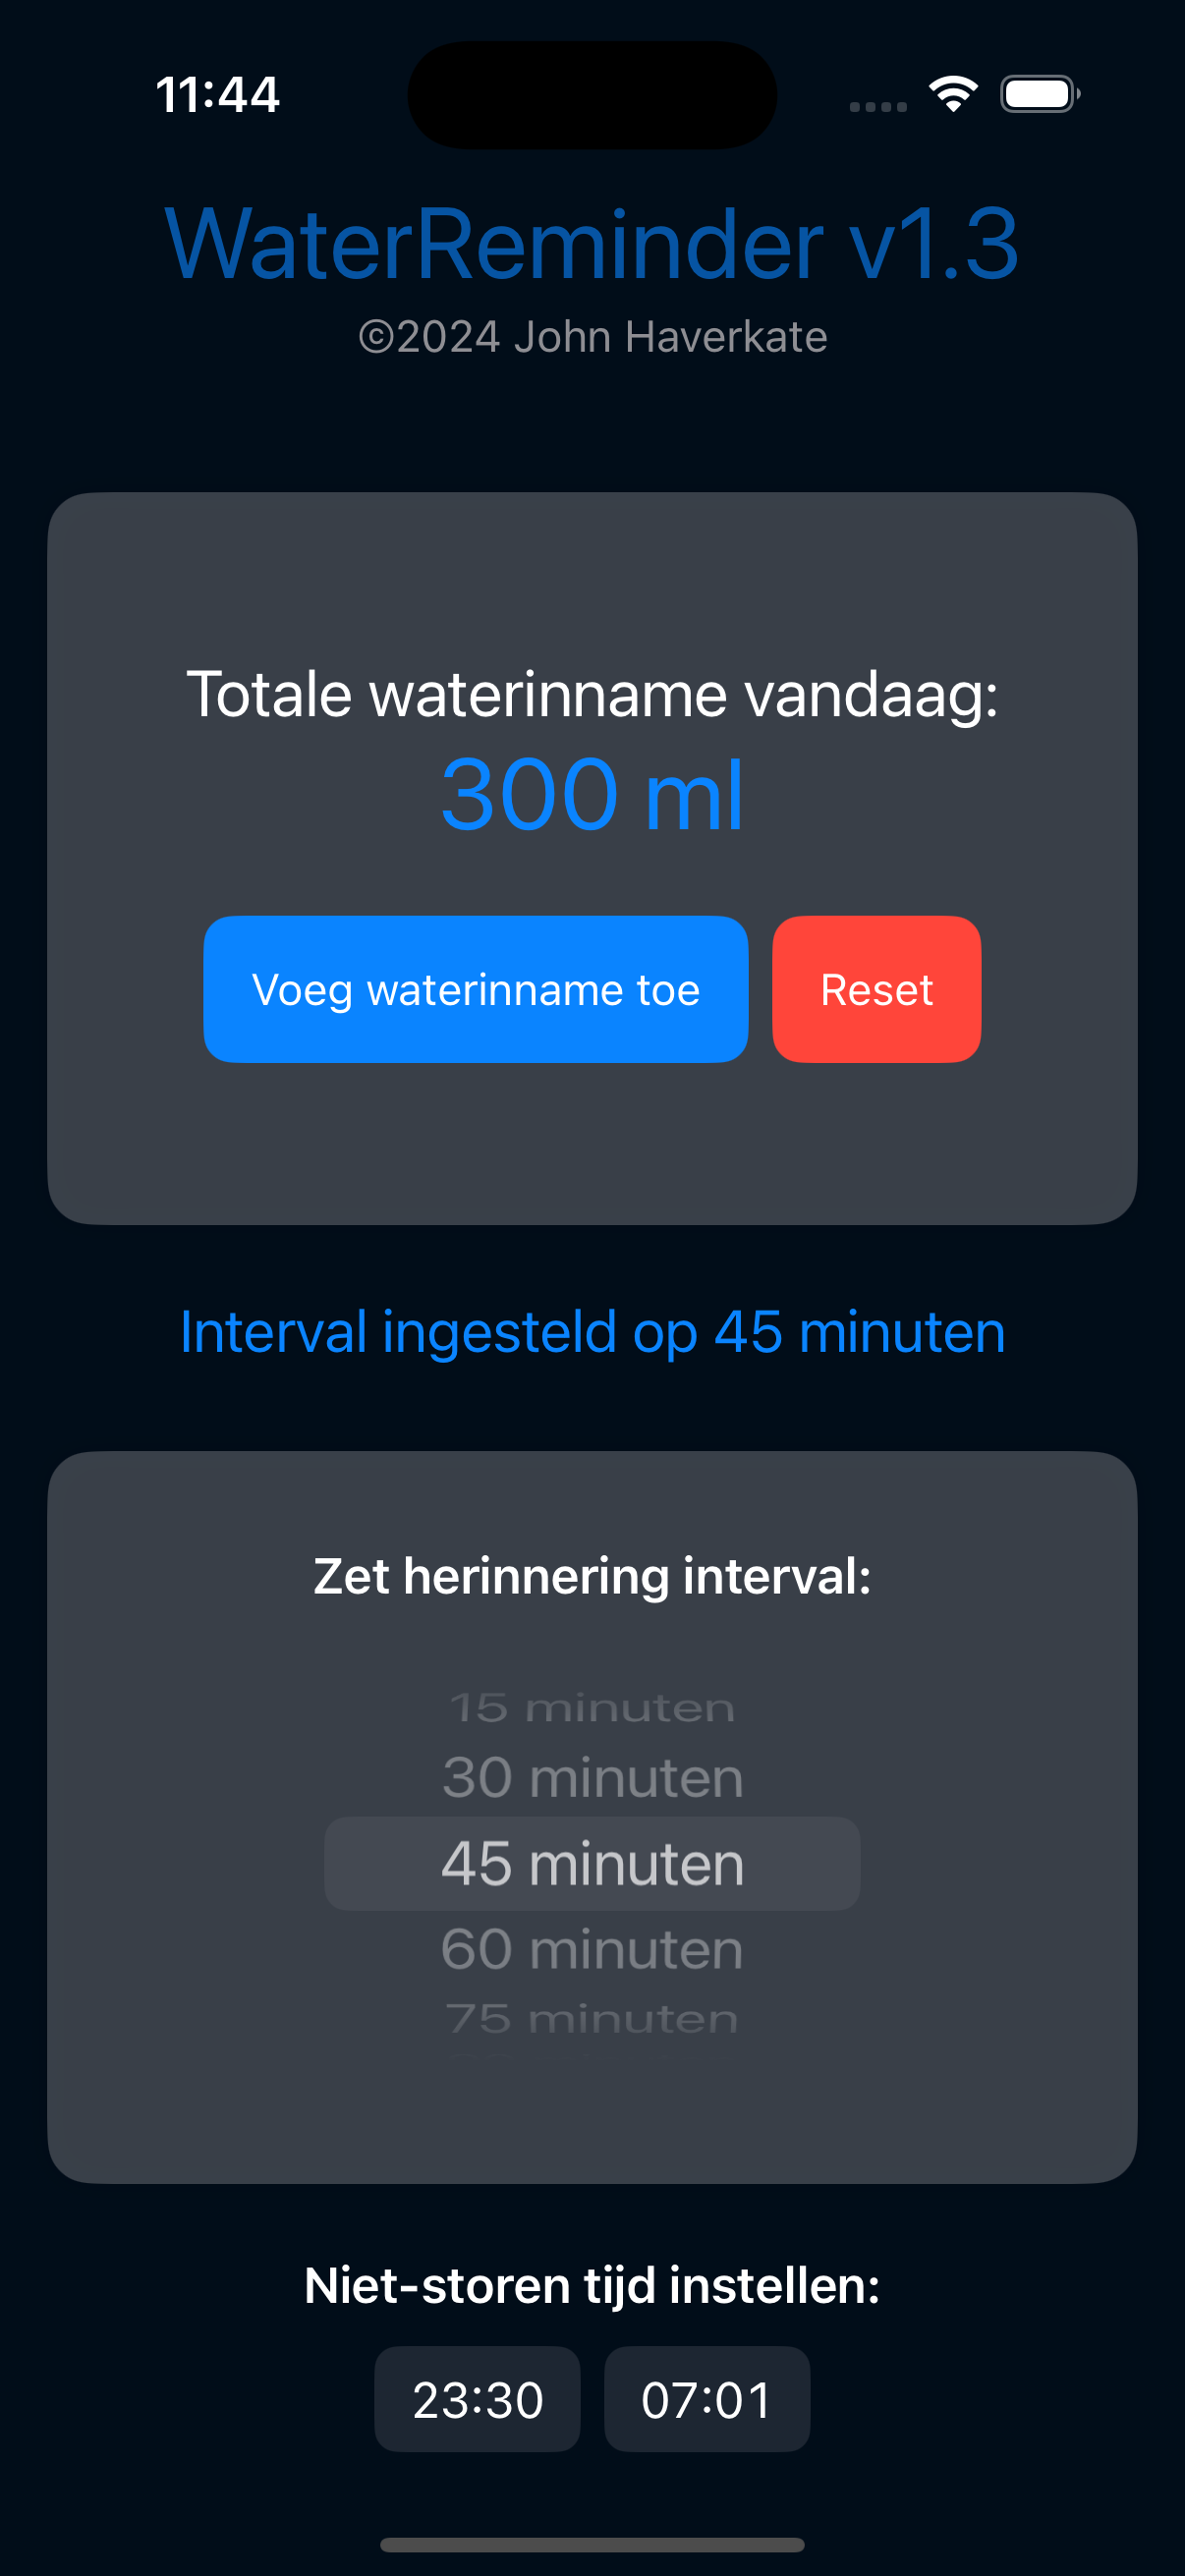 11:44
WaterReminder v1.3
©2024 John Haverkate
Totale waterinname vandaag:
300 ml
Voeg waterinname toe
Reset
Interval ingesteld op 45 minuten
Zet herinnering interval:
15 minuten
30 minuten
45 minuten
60 minuten
75 minuten
Niet-storen tijd instellen:
23:30
07:01